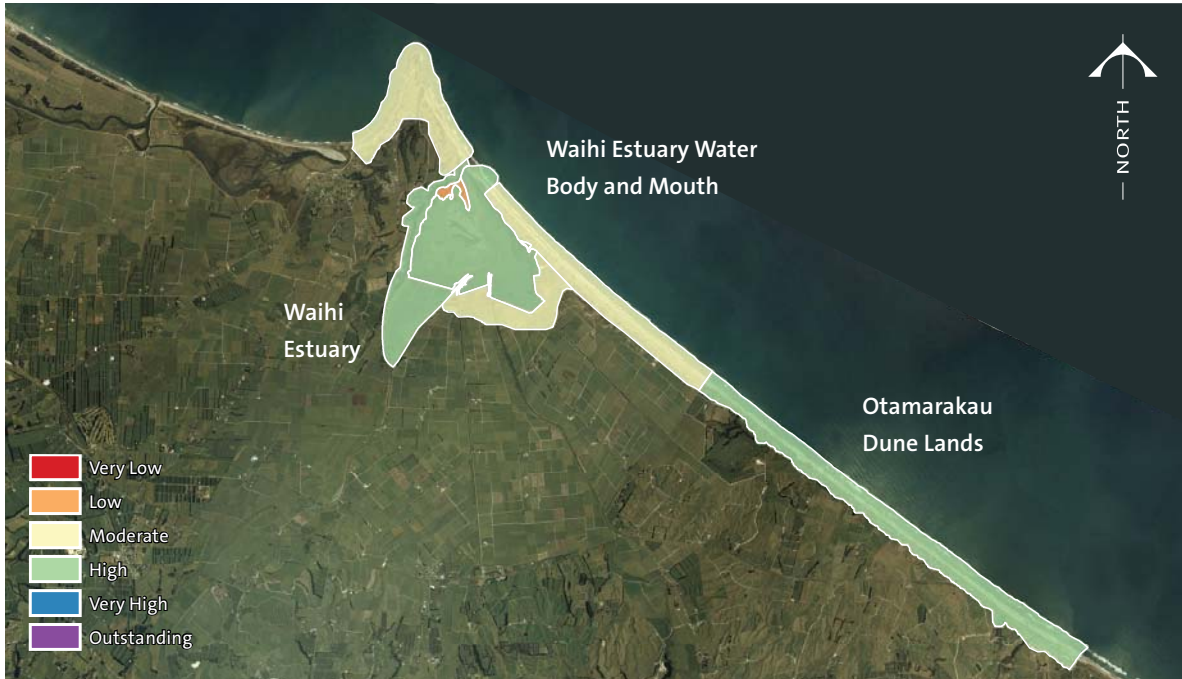 NORTH
Waihi Estuary Water
Body and Mouth
Waihi
Estuary
Otamarakau
Dune Lands
Very Low
Low
Moderate
High
Very High
Outstanding